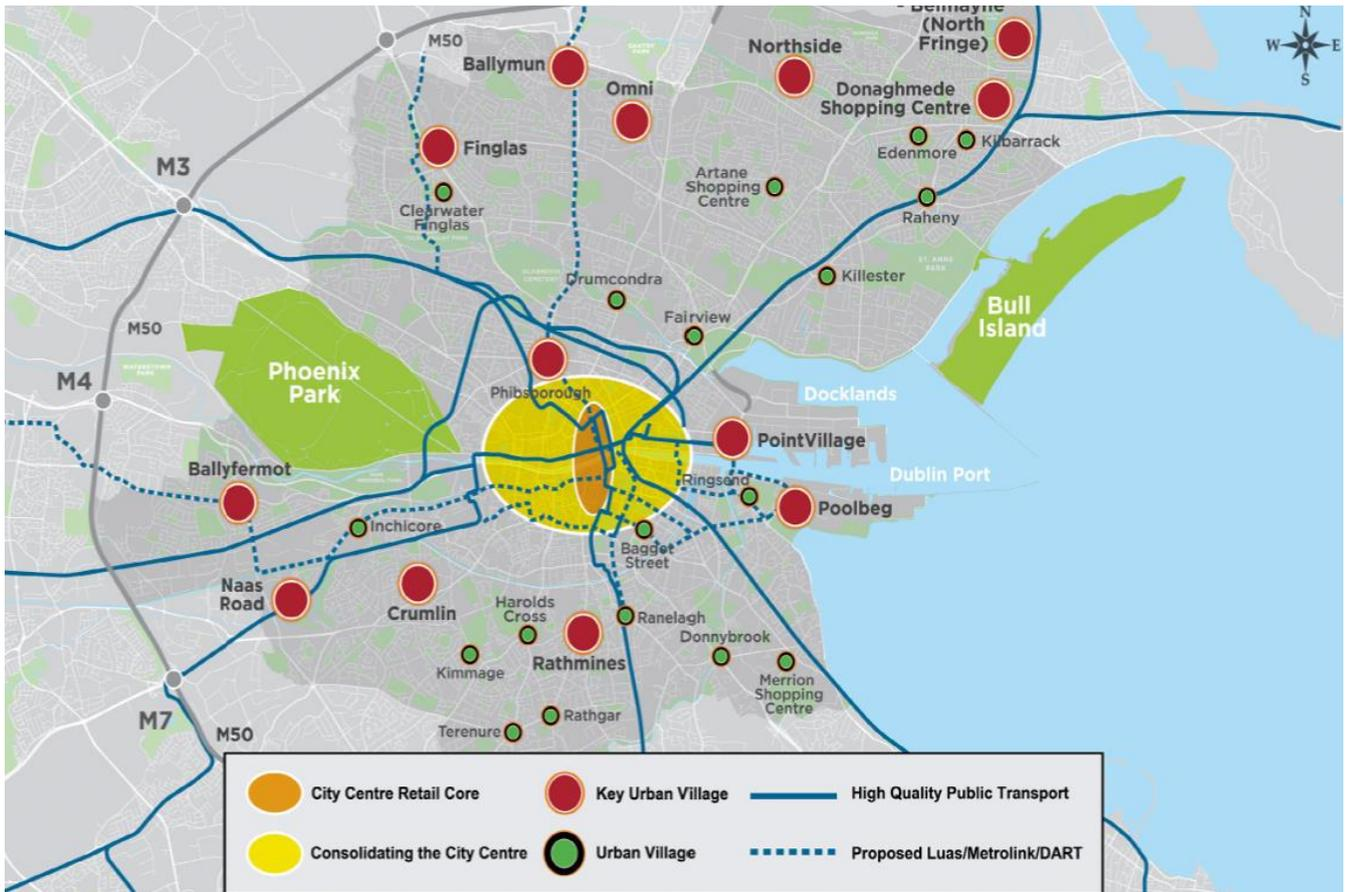 - Belmayne
(North
Fringe)
N
W
E
S
M50
Ballymun
Northside
Omni
Donaghmede
Shopping Centre
Finglas
Edenmore
Kilbarrack
M3
Artane
Shopping
Centre
Clearwater
Finglas
Raheny
ST. ANNE
PARK
Drumcondra
Killester
Fairview
Bull
Island
M50
Phoenix
Park
M4
Phibsborough
Docklands
PointVillage
Ballyfermot
Ringsend
Dublin Port
Poolbeg
Inchicore
Baggot
Street
Naas
Road
Crumlin
Harolds
Cross
Ranelagh
Donnybrook
Kimmage
Rathmines
Merrion
Shopping
Centre
M7
M50
Rathgar
Terenure
City Centre Retail Core
Key Urban Village
High Quality Public Transport
Consolidating the City Centre
Urban Village
Proposed Luas/Metrolink/DART